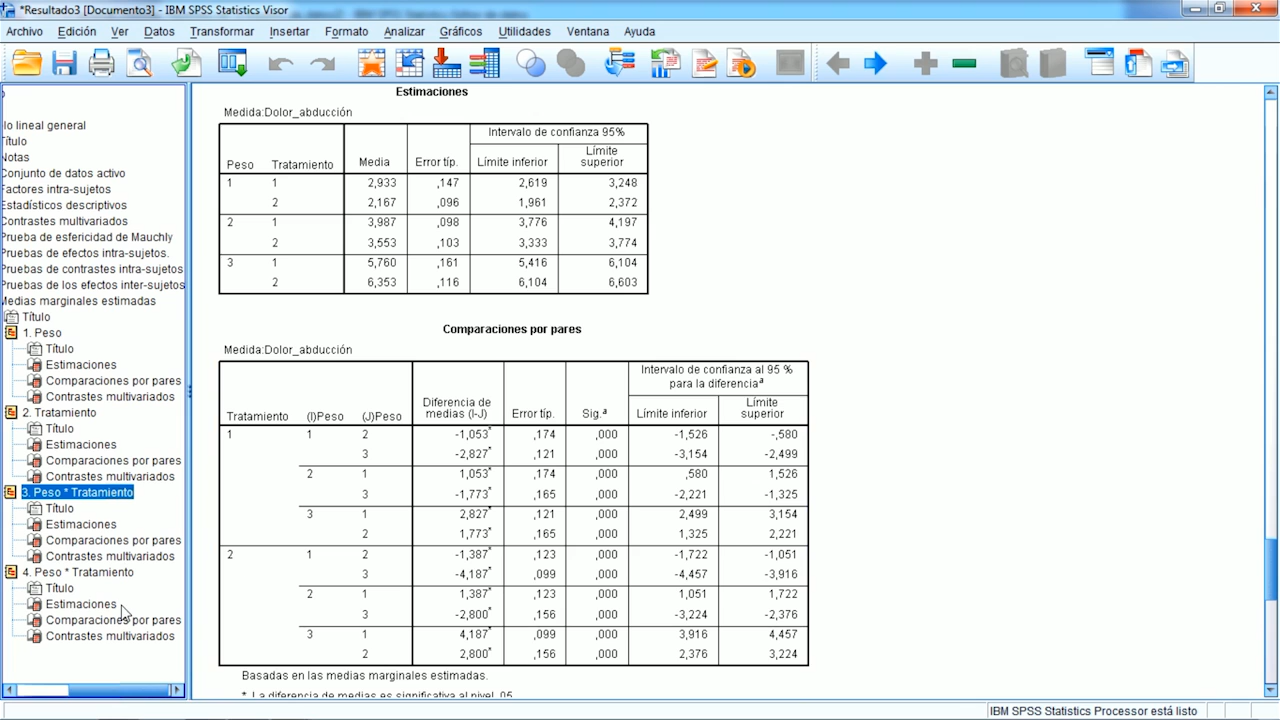 *Resultado3 [Documento3] - IBM SPSS Statistics Visor
Archivo Edición Ver Datos Transformar Insertar Formato Analizar Gráficos Utilidades Ventana Ayuda
lo lineal general
Título
Notas
Conjunto de datos activo
Factores intra-sujetos
Estadísticos descriptivos
Contrastes multivariados
Prueba de esfericidad de Mauchly
Pruebas de efectos intra-sujetos.
Pruebas de contrastes intra-sujetos
Pruebas de los efectos inter-sujetos
Medias marginales estimadas
Título
1. Peso
Título
Estimaciones
Comparaciones por pares
Contrastes multivariados
2. Tratamiento
Título
Estimaciones
Comparaciones por pares
Contrastes multivariados
3. Peso * Tratamiento
Título
Estimaciones
Comparaciones por pares
Contrastes multivariados
4. Peso * Tratamiento
Título
Estimaciones
Comparaciones por pares
Contrastes multivariados
Estimaciones
Medida:Dolor_abducción
Intervalo de confianza 95%
Peso Tratamiento Media Error típ. Límite inferior Límite superior
1 1 2,933 ,147 2,619 3,248
2 2,167 ,096 1,961 2,372
2 1 3,987 ,098 3,776 4,197
2 3,553 ,103 3,333 3,774
3 1 5,760 ,161 5,416 6,104
2 6,353 ,116 6,104 6,603
Comparaciones por pares
Medida:Dolor_abducción
Intervalo de confianza al 95 %
para la diferencia a
Tratamiento (I)Peso (J)Peso Diferencia de medias (I-J) Error típ. Sig.a Límite inferior Límite superior
1 1 2 -1,053* ,174 ,000 -1,526 -,580
3 -2,827* ,121 ,000 -3,154 -2,499
2 1 1,053* ,174 ,000 ,580 1,526
3 -1,773* ,165 ,000 -2,221 -1,325
3 1 2,827* ,121 ,000 2,499 3,154
2 1,773* ,165 ,000 1,325 2,221
2 1 2 -1,387* ,123 ,000 -1,722 -1,051
3 -4,187* ,099 ,000 -4,457 -3,916
2 1 1,387* ,123 ,000 1,051 1,722
3 -2,800* ,156 ,000 -3,224 -2,376
3 1 4,187* ,099 ,000 3,916 4,457
2 2,800* ,156 ,000 2,376 3,224
Basadas en las medias marginales estimadas.
*. La diferencia de medias es significativa al nivel ,05
IBM SPSS Statistics Processor está listo